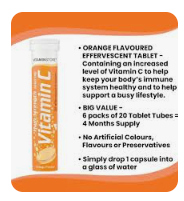 Vitamin C
• ORANGE FLAVOURED
EFFERVESCENT TABLET -
Containing an increased
level of Vitamin C to help
keep your body's immune
system healthy and to help
support a busy lifestyle.
• BIG VALUE -
6 packs of 20 Tablet Tubes =
4 Months Supply
• No Artificial Colours,
Flavours or Preservatives
• Simply drop 1 capsule into
a glass of water